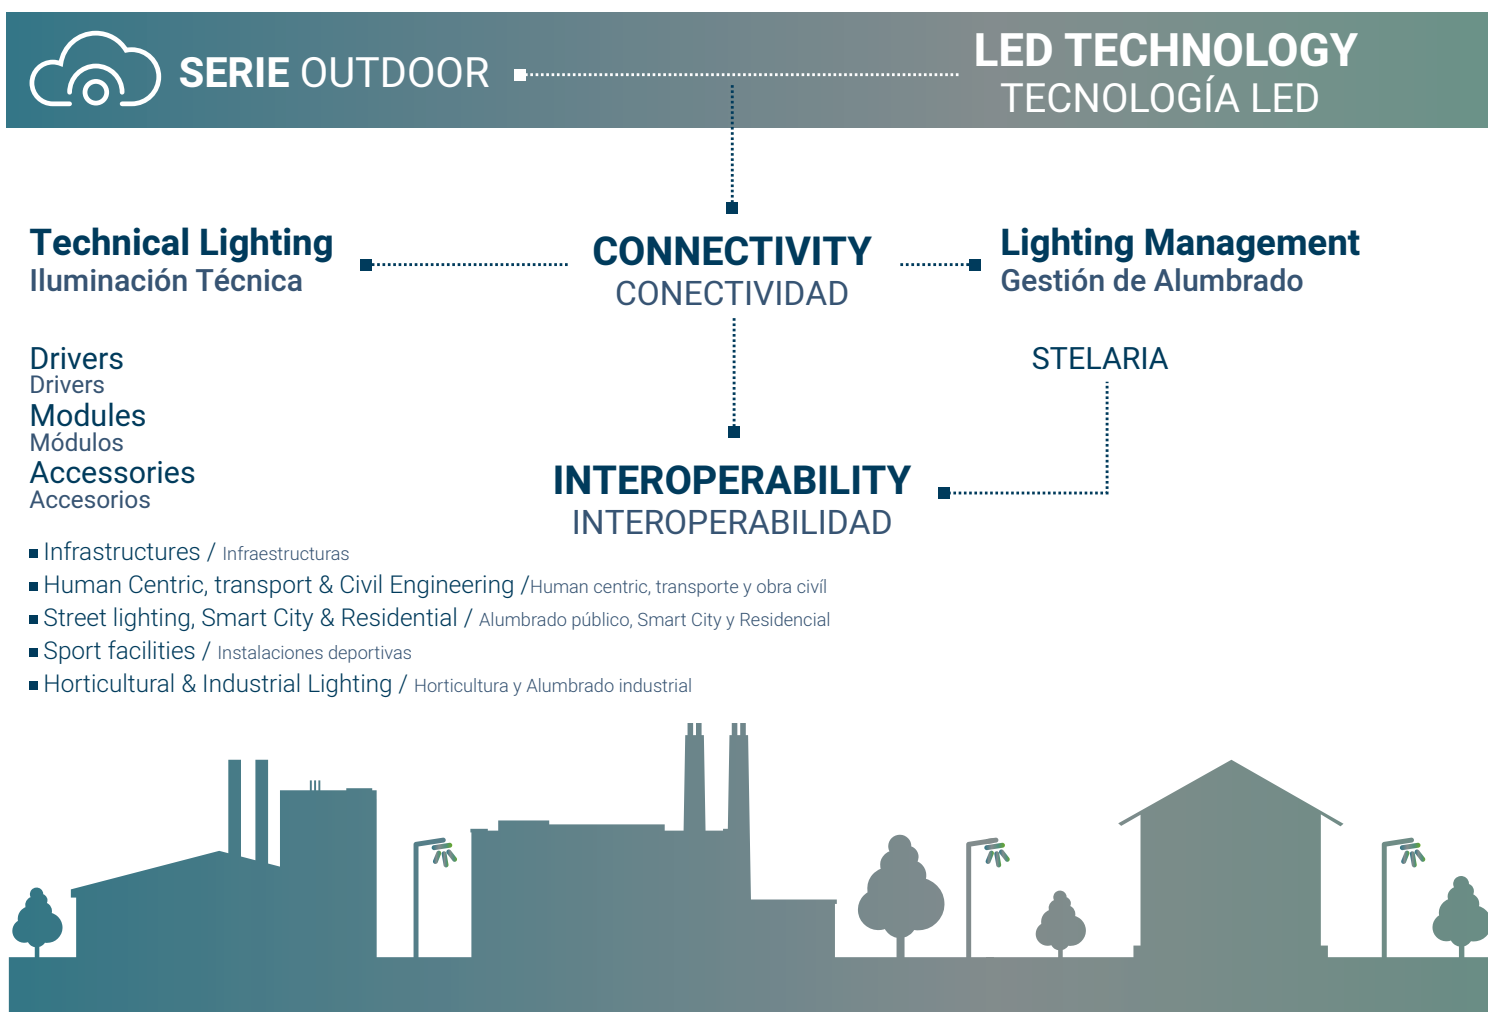 SERIE OUTDOOR
LED TECHNOLOGY
TECNOLOGÍA LED
Technical Lighting
Iluminación Técnica
CONNECTIVITY
CONECTIVIDAD
Lighting Management
Gestión de Alumbrado
Drivers
Drivers
Modules
Módulos
Accessories
Accesorios
STELARIA
INTEROPERABILITY
INTEROPERABILIDAD
Infrastructures / Infraestructuras
Human Centric, transport & Civil Engineering /Human centric, transporte y obra civíl
Street lighting, Smart City & Residential / Alumbrado público, Smart City y Residencial
Sport facilities / Instalaciones deportivas
Horticultural & Industrial Lighting / Horticultura y Alumbrado industrial